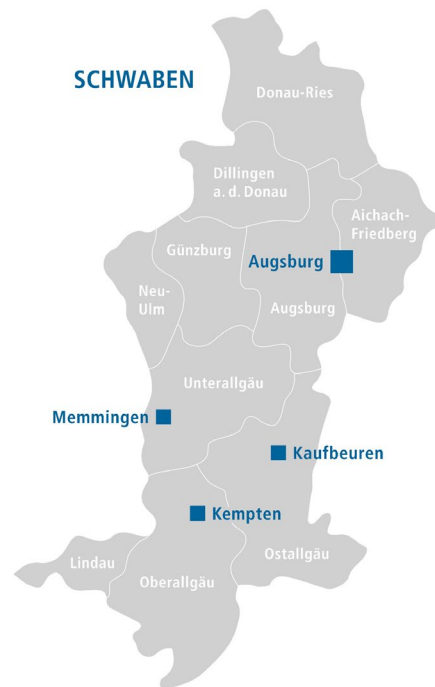 SCHWABEN
Donau-Ries
Dillingen
a. d. Donau
Aichach-
Friedberg
Günzburg
Augsburg
Neu-
Ulm
Augsburg
Unterallgäu
Memmingen
Kaufbeuren
Kempten
Ostallgäu
Lindau
Oberallgäu